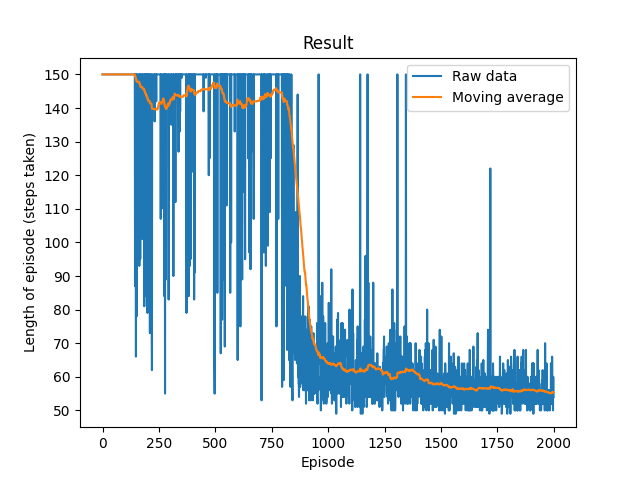 Result
Raw data
Moving average
Length of episode (steps taken)
150
140
130
120
110
100
90
80
70
60
50
0 250 500 750 1000 1250 1500 1750 2000
Episode